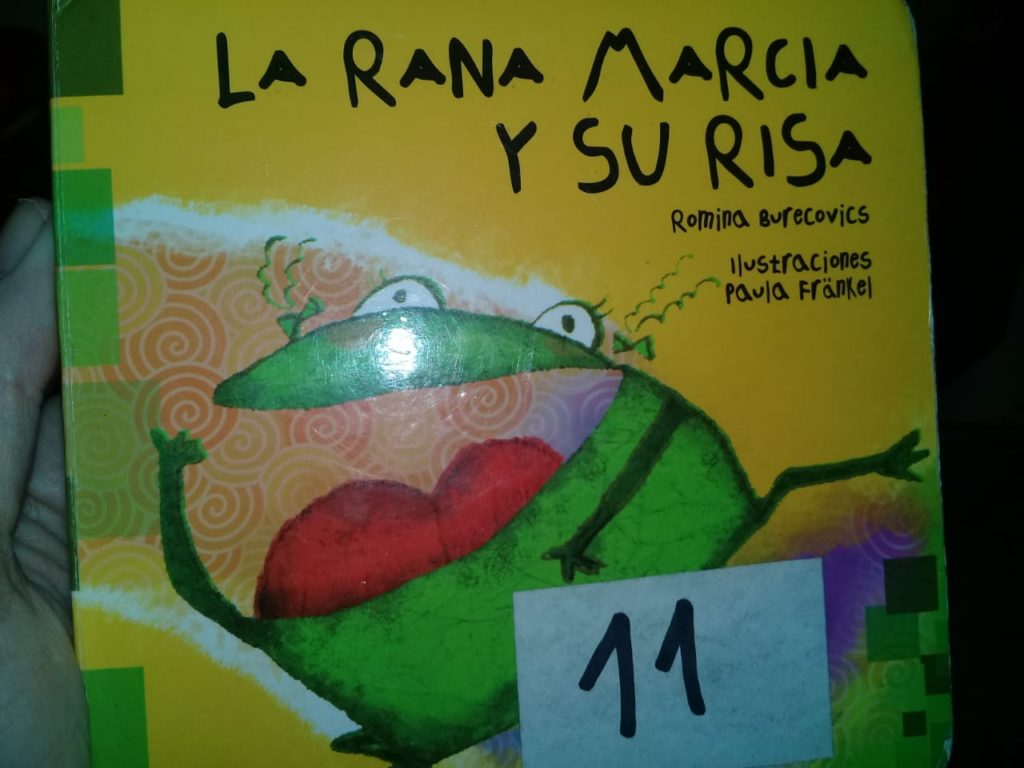 LA RANA MARCIA
Y SU RISA
Romina Burecovics
Ilustraciones
Paula Fränkel
11